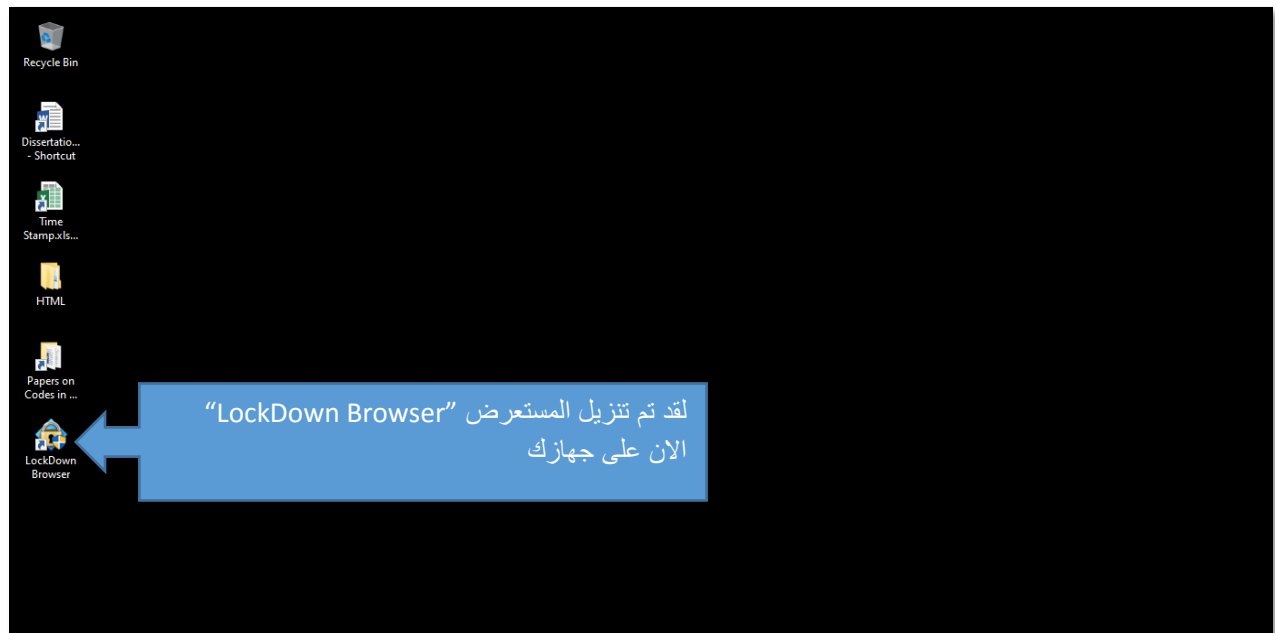 Recycle Bin
Dissertatio...
- Shortcut
Time
Stamp.xls...
HTML
Papers on
Codes in ...
LockDown
Browser
لقد تم تنزيل المستعرض “LockDown Browser”
الان على جهازك